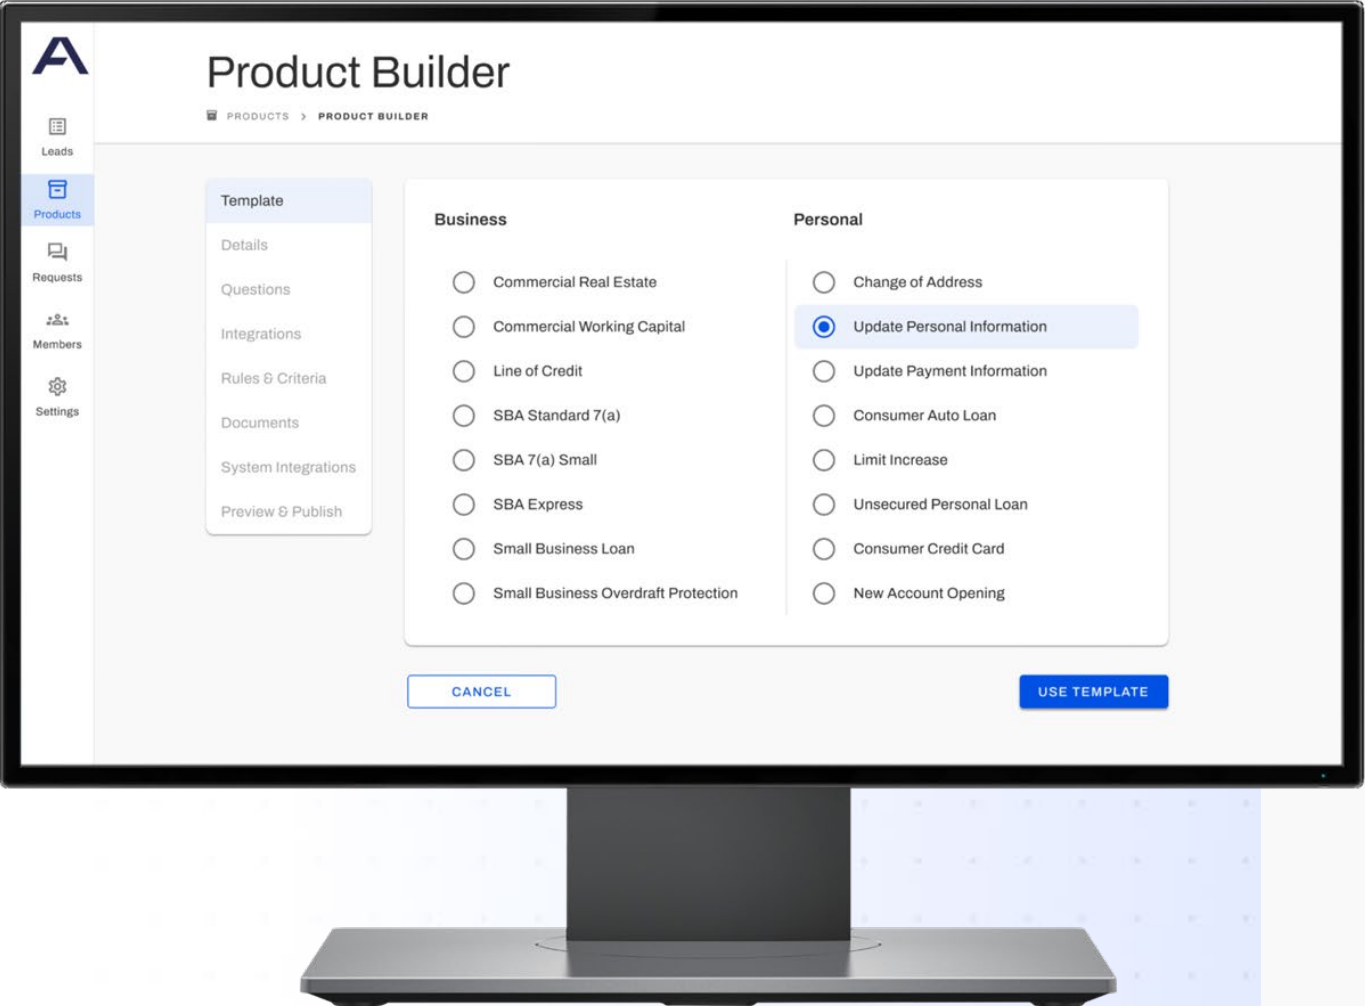 Product Builder
PRODUCTS > PRODUCT BUILDER
Leads
Products
Requests
Members
Settings
Template
Details
Questions
Integrations
Rules & Criteria
Documents
System Integrations
Preview & Publish
Business
Commercial Real Estate
Commercial Working Capital
Line of Credit
SBA Standard 7(a)
SBA 7(a) Small
SBA Express
Small Business Loan
Small Business Overdraft Protection
Personal
Change of Address
Update Personal Information
Update Payment Information
Consumer Auto Loan
Limit Increase
Unsecured Personal Loan
Consumer Credit Card
New Account Opening
CANCEL
USE TEMPLATE